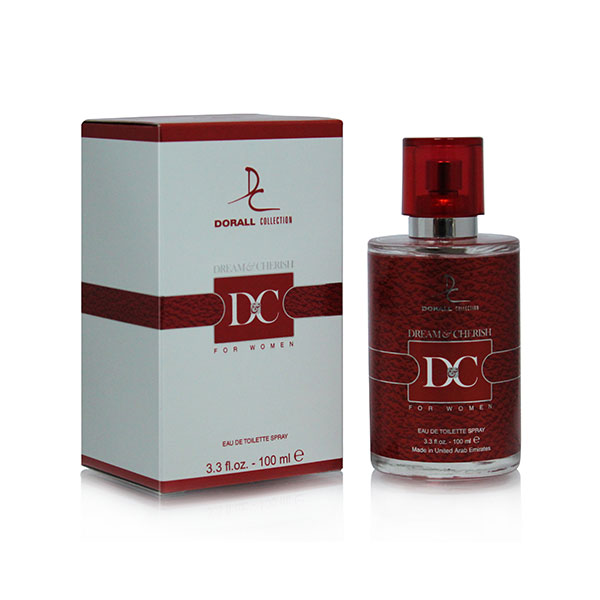 DC
DORALL COLLECTION
DREAM & CHERISH
D&C
FOR WOMEN
EAU DE TOILETTE SPRAY
3.3 fl.oz. - 100 ml e
DC
DORALL COLLECTION
DREAM & CHERISH
D&C
FOR WOMEN
EAU DE TOILETTE SPRAY
3.3 fl.oz. - 100 ml e
Made in United Arab Emirates